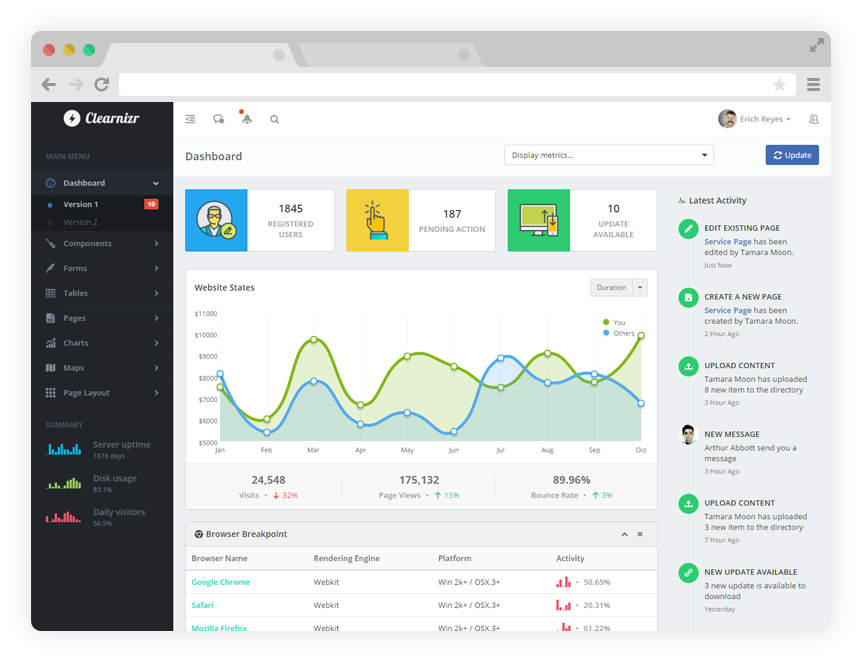 Clearnizr
Erich Reyes
MAIN MENU
Dashboard
Version 1
10
Version 2
Components
Forms
Tables
Pages
Charts
Maps
Page Layout
SUMMARY
Server uptime
1876 days
Disk usage
83.1%
Daily visitors
56.5%
Dashboard
Display metrics...
Update
1845
REGISTERED
USERS
187
PENDING ACTION
10
UPDATE
AVAILABLE
Website States
Duration
$11000
$10000
$9000
$8000
$7000
$6000
$5000
You
Others
Jan Feb Mar Apr May Jun Jul Aug Sep Oct
24,548
Visits • 32%
175,132
Page Views • 15%
89.96%
Bounce Rate • 3%
Browser Breakpoint
Browser Name Rendering Engine Platform Activity
Google Chrome Webkit Win 2k+ / OSX.3+ • 50.65%
Safari Webkit Win 2k+ / OSX.3+ • 20.31%
Mozilla Firefox Webkit Win 2k+ / OSX.3+ • 61.22%
Latest Activity
EDIT EXISTING PAGE
Service Page has been
edited by Tamara Moon.
Just Now
CREATE A NEW PAGE
Service Page has been
created by Tamara Moon.
2 Hour Ago
UPLOAD CONTENT
Tamara Moon has uploaded
8 new item to the directory
3 Hour Ago
NEW MESSAGE
Arthur Abbott send you a
message
3 Hour Ago
UPLOAD CONTENT
Tamara Moon has uploaded
3 new item to the directory
7 Hour Ago
NEW UPDATE AVAILABLE
3 new update is available to
download
Yesterday